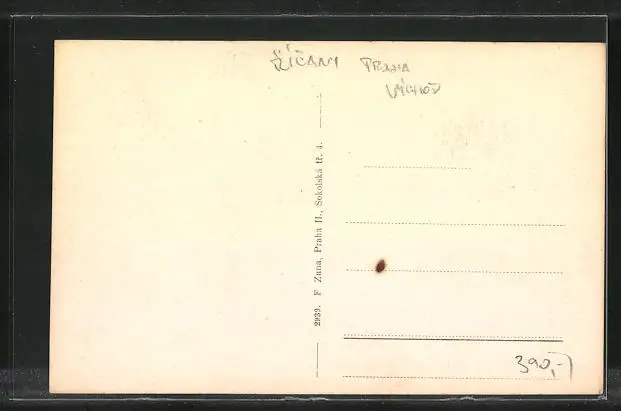 ŘÍČANY PRAHA
VÝCHOD
2939. F Zuna, Praha II., Sokolská tř. 4.
390,-